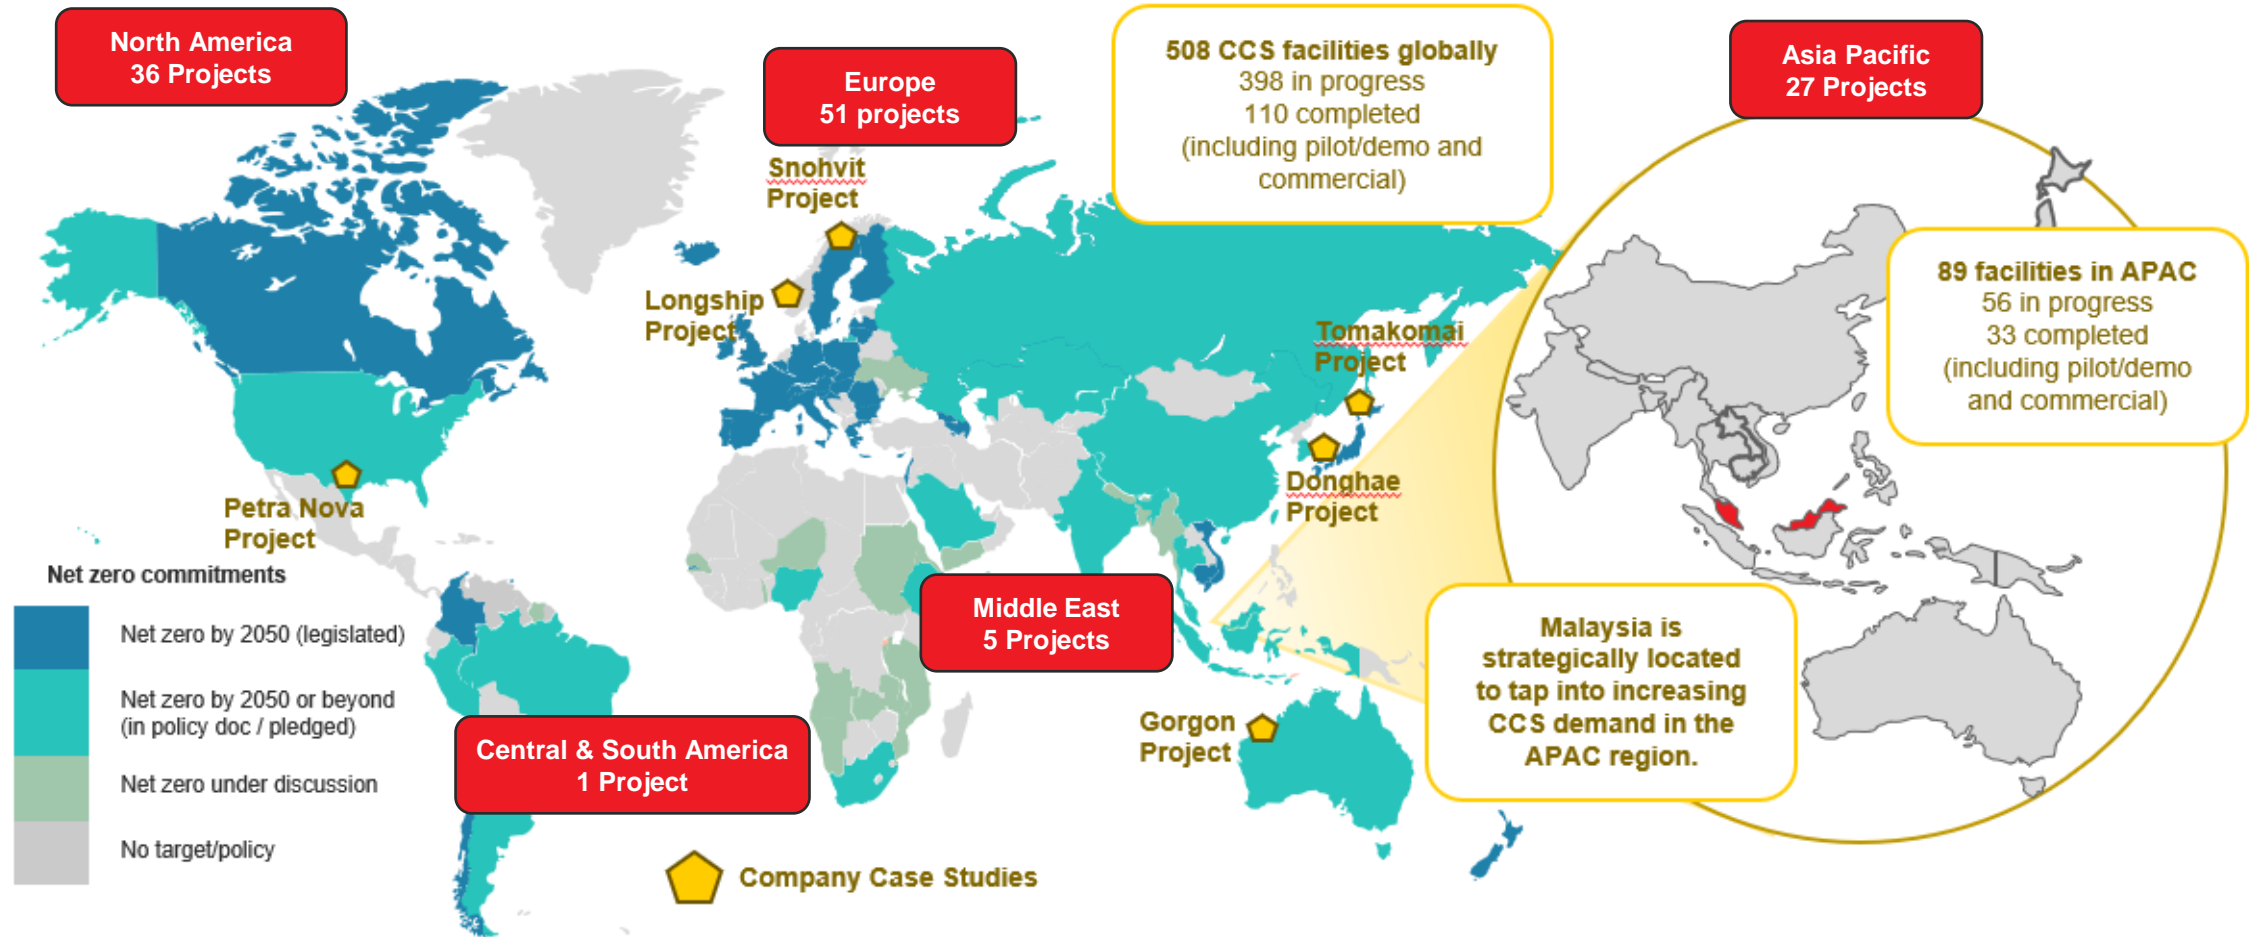 North America
36 Projects
Europe
51 projects
508 CCS facilities globally
398 in progress
110 completed
(including pilot/demo and
commercial)
Asia Pacific
27 Projects
Snohvit
Project
Longship
Project
Tomakomai
Project
89 facilities in APAC
56 in progress
33 completed
(including pilot/demo
and commercial)
Donghae
Project
Petra Nova
Project
Net zero commitments
Net zero by 2050 (legislated)
Net zero by 2050 or beyond
(in policy doc / pledged)
Net zero under discussion
No target/policy
Middle East
5 Projects
Malaysia is
strategically located
to tap into increasing
CCS demand in the
APAC region.
Central & South America
1 Project
Gorgon
Project
Company Case Studies